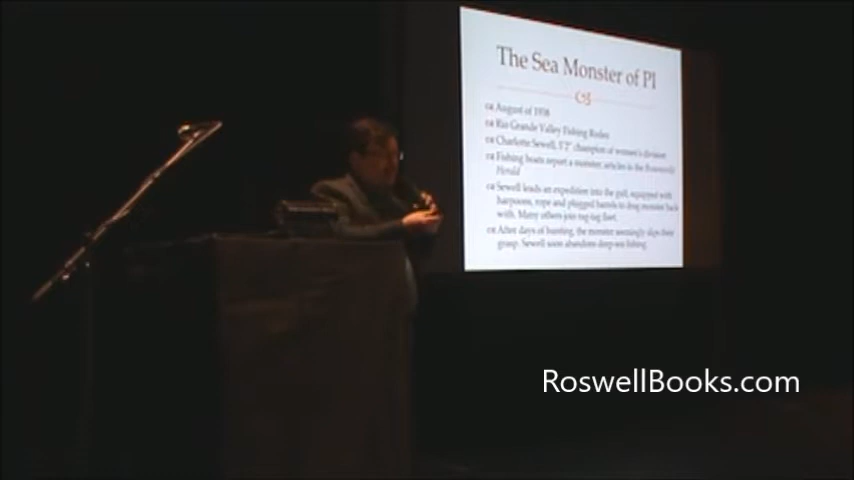 The Sea Monster of PI
August of 1938
Rio Grande Valley Fishing Rodeo
Charlotte Sewell, 5'2" champion of women's division
Fishing boats report a monster, articles in the Brownsville
Herald
Sewell leads an expedition into the gulf, equipped with
harpoons, rope and plugged barrels to drag monster back
with. Many others join rag-tag fleet.
After days of hunting, the monster seemingly slips their
grasp. Sewell soon abandons deep-sea fishing.
RoswellBooks.com